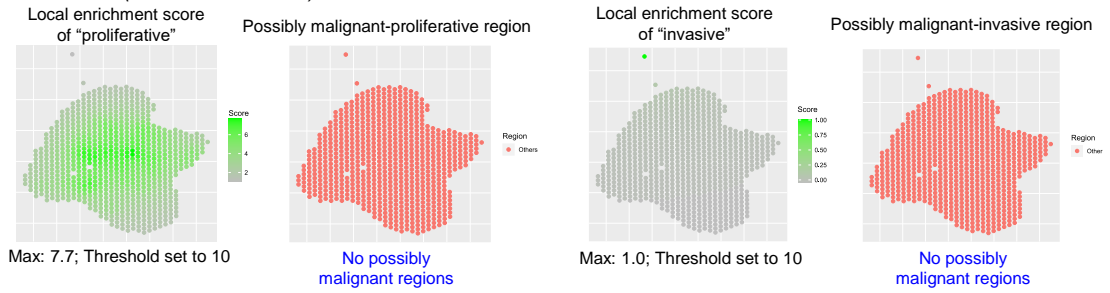 Local enrichment score
of “proliferative”
Possibly malignant-proliferative region
Local enrichment score
of “invasive”
Possibly malignant-invasive region
Score
6
4
2
Region
Others
Score
1.00
0.75
0.50
0.25
0.00
Region
Others
Max: 7.7; Threshold set to 10
No possibly
malignant regions
Max: 1.0; Threshold set to 10
No possibly
malignant regions